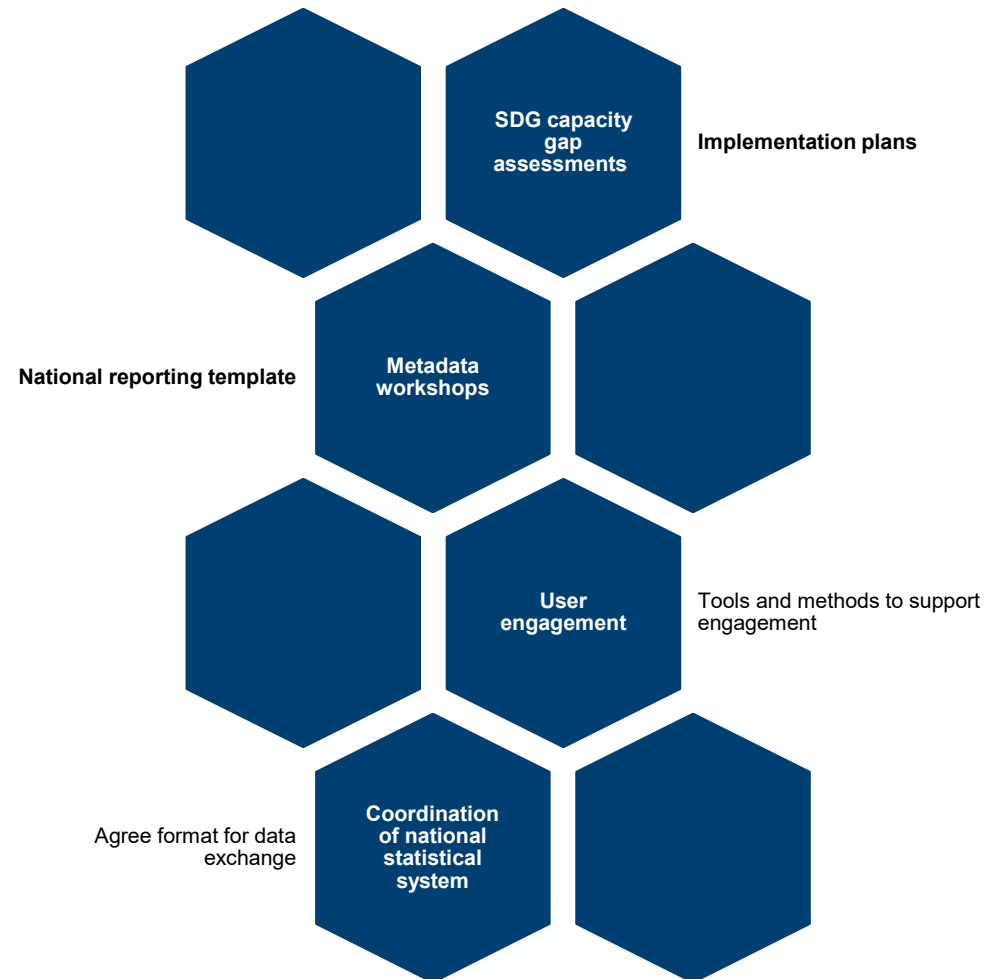 SDG capacity
gap
assessments
Implementation plans
National reporting template
Metadata
workshops
User
engagement
Tools and methods to support
engagement
Agree format for data
exchange
Coordination
of national
statistical
system